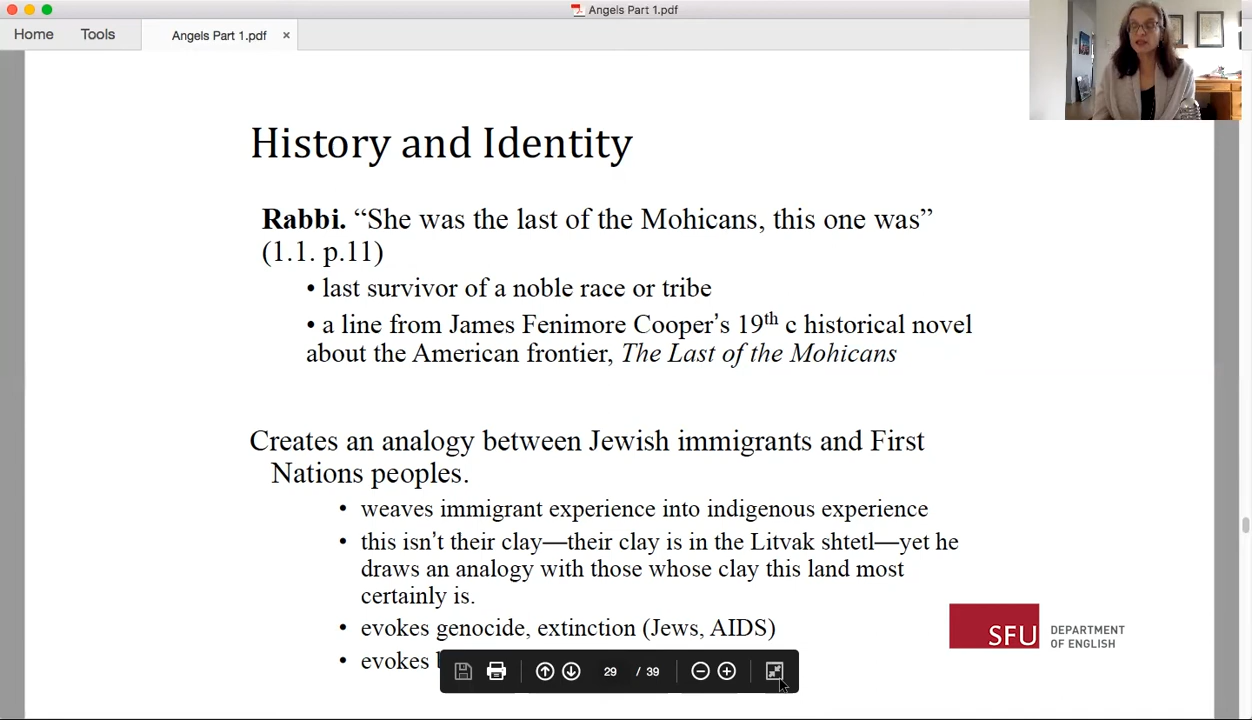 Angels Part 1.pdf
Home Tools Angels Part 1.pdf ×
History and Identity
Rabbi. “She was the last of the Mohicans, this one was”
(1.1. p.11)
• last survivor of a noble race or tribe
• a line from James Fenimore Cooper’s 19th c historical novel
about the American frontier, The Last of the Mohicans
Creates an analogy between Jewish immigrants and First
Nations peoples.
• weaves immigrant experience into indigenous experience
• this isn’t their clay—their clay is in the Litvak shtetl—yet he
draws an analogy with those whose clay this land most
certainly is.
• evokes genocide, extinction (Jews, AIDS)
• evokes
29 / 39
SFU DEPARTMENT
OF ENGLISH